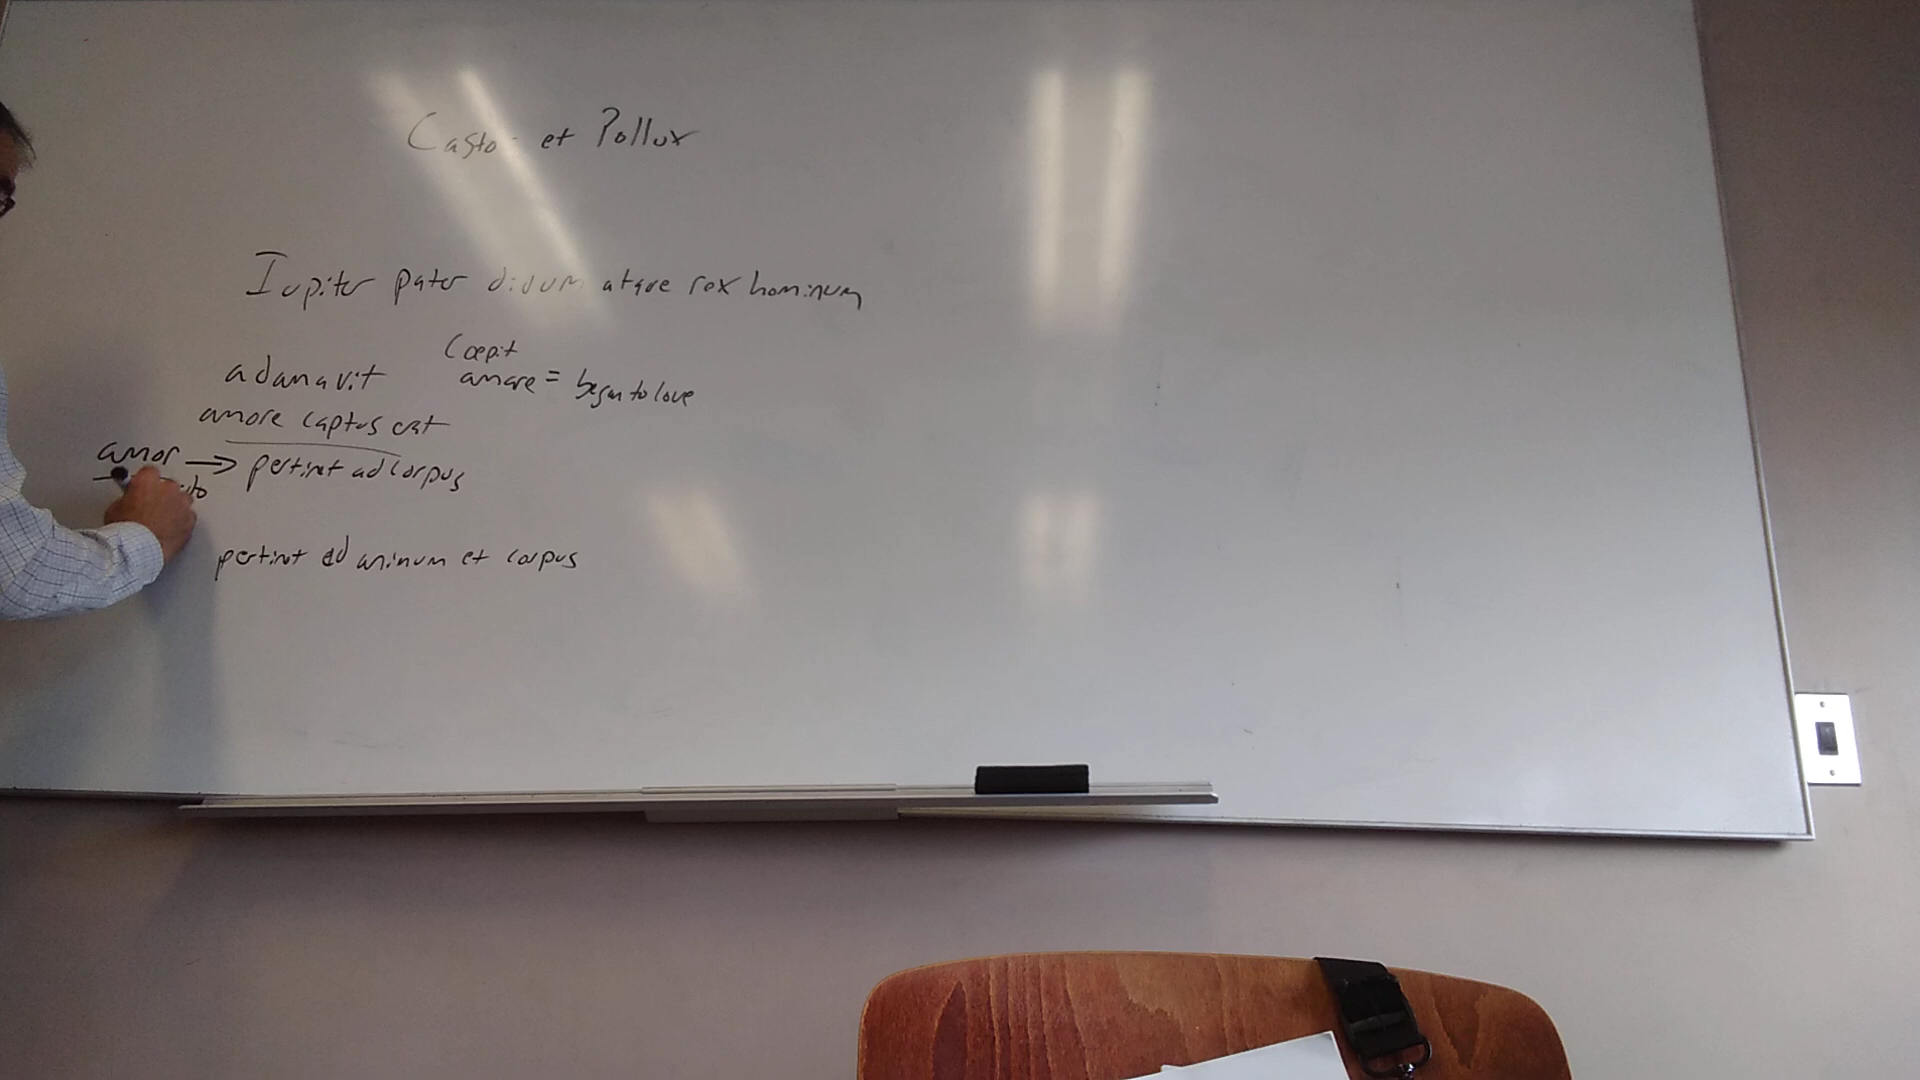 Castor et Pollux
Iupiter pater divum atque rex hominum
adamavit
Coepit
amare = began to love
amore captus est
amor → pertinet ad corpus
pertinet ad animum et corpus